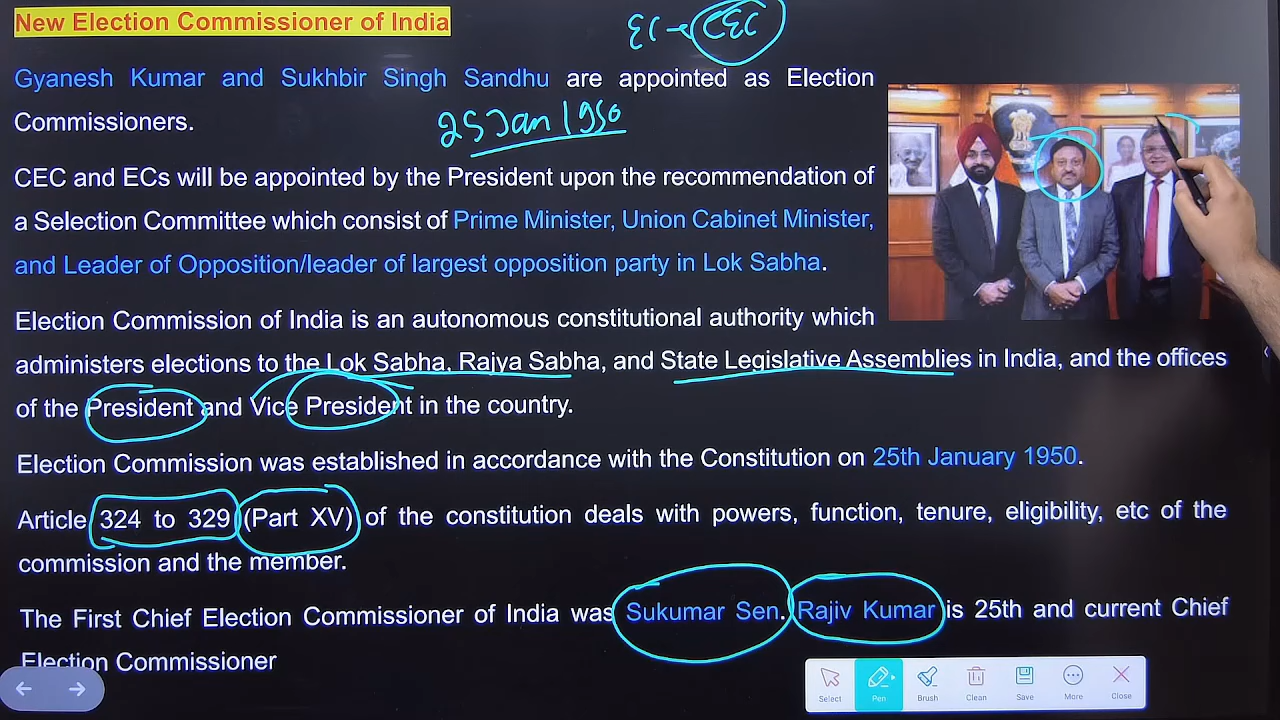 New Election Commissioner of India
EC → CEC
Gyanesh Kumar and Sukhbir Singh Sandhu are appointed as Election
Commissioners.
25 Jan 1950
CEC and ECs will be appointed by the President upon the recommendation of
a Selection Committee which consist of Prime Minister, Union Cabinet Minister,
and Leader of Opposition/leader of largest opposition party in Lok Sabha.
Election Commission of India is an autonomous constitutional authority which
administers elections to the Lok Sabha, Rajya Sabha, and State Legislative Assemblies in India, and the offices
of the President and Vice President in the country.
Election Commission was established in accordance with the Constitution on 25th January 1950.
Article 324 to 329 (Part XV) of the constitution deals with powers, function, tenure, eligibility, etc of the
commission and the member.
The First Chief Election Commissioner of India was Sukumar Sen. Rajiv Kumar is 25th and current Chief
Election Commissioner
Select Pen Brush Clean Save More Close